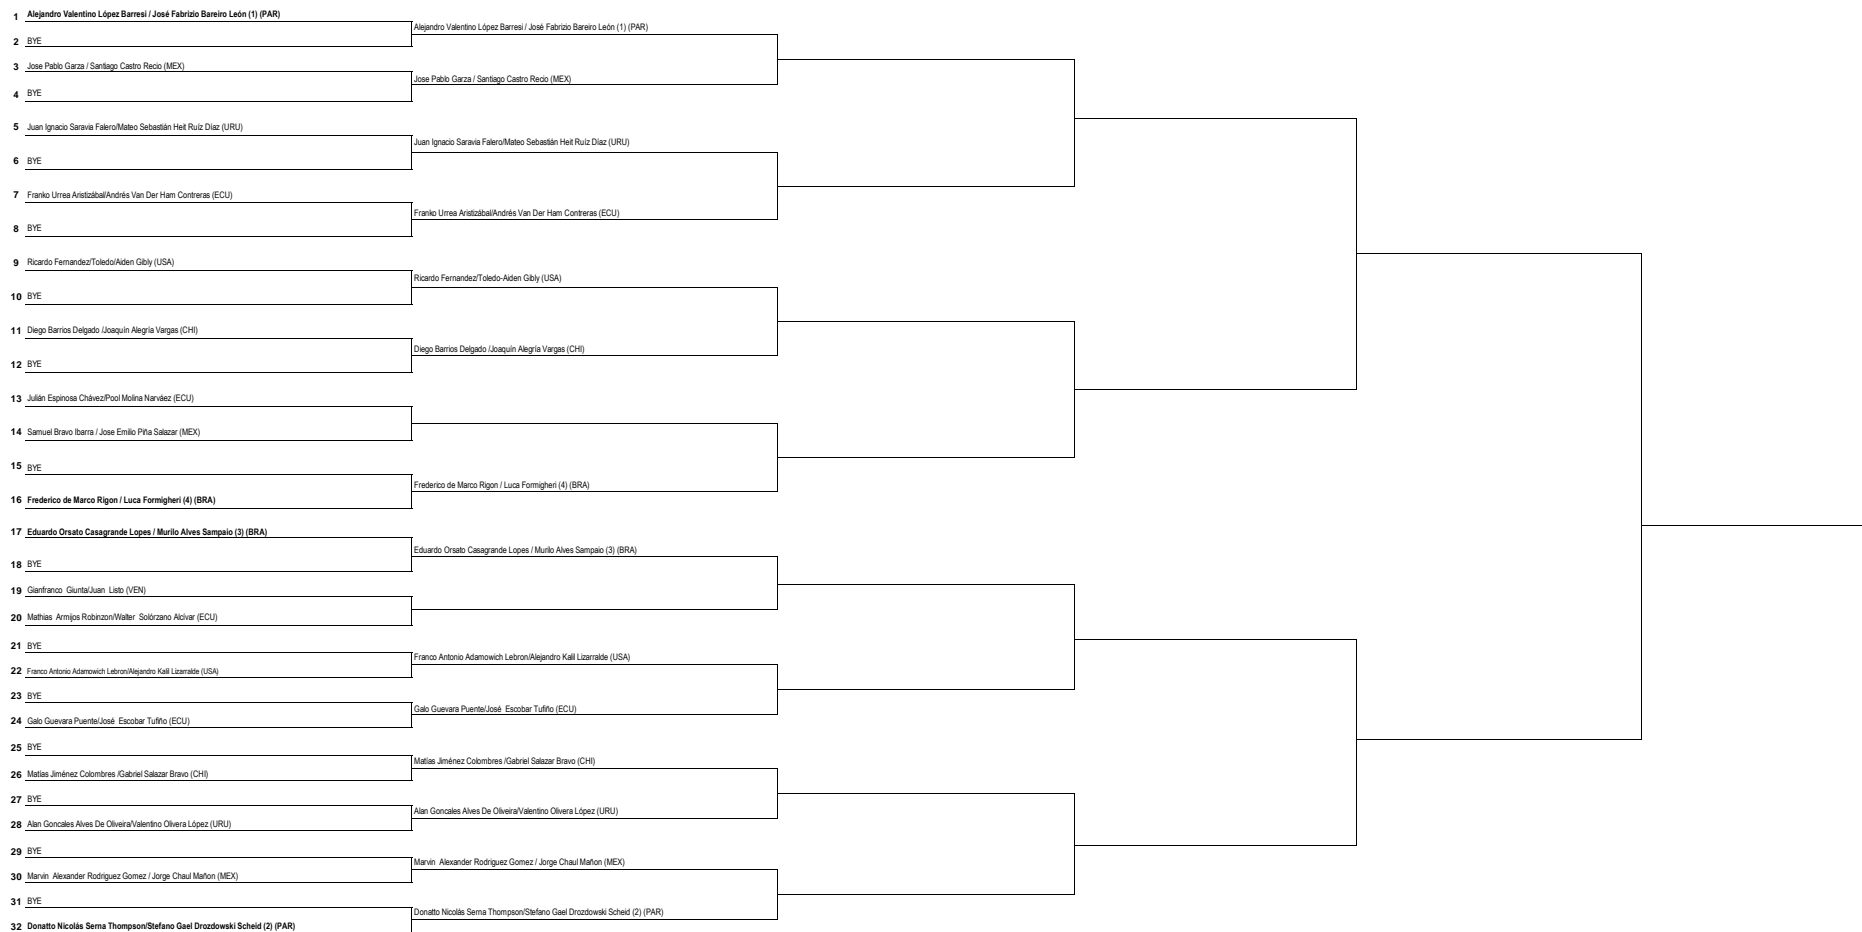 1 Alejandro Valentino López Barresi / José Fabrizio Bareiro León (1) (PAR)
Alejandro Valentino López Barresi / José Fabrizio Bareiro León (1) (PAR)
2 BYE
3 Jose Pablo Garza / Santiago Castro Recio (MEX)
Jose Pablo Garza / Santiago Castro Recio (MEX)
4 BYE
5 Juan Ignacio Saravia Falero/Mateo Sebastián Heit Ruíz Díaz (URU)
Juan Ignacio Saravia Falero/Mateo Sebastián Heit Ruíz Díaz (URU)
6 BYE
7 Franko Urrea Aristizábal/Andrés Van Der Ham Contreras (ECU)
Franko Urrea Aristizábal/Andrés Van Der Ham Contreras (ECU)
8 BYE
9 Ricardo Fernandez/Toledo/Aiden Gibly (USA)
Ricardo Fernandez/Toledo-Aiden Gibly (USA)
10 BYE
11 Diego Barrios Delgado /Joaquín Alegría Vargas (CHI)
Diego Barrios Delgado /Joaquín Alegría Vargas (CHI)
12 BYE
13 Julián Espinosa Chávez/Pool Molina Narváez (ECU)
14 Samuel Bravo Ibarra / Jose Emilio Piña Salazar (MEX)
15 BYE
Frederico de Marco Rigon / Luca Formigheri (4) (BRA)
16 Frederico de Marco Rigon / Luca Formigheri (4) (BRA)
17 Eduardo Orsato Casagrande Lopes / Murilo Alves Sampaio (3) (BRA)
Eduardo Orsato Casagrande Lopes / Murilo Alves Sampaio (3) (BRA)
18 BYE
19 Gianfranco Giunta/Juan Listo (VEN)
20 Mathias Armijos Robinzon/Walter Solórzano Alcívar (ECU)
21 BYE
Franco Antonio Adamowich Lebron/Alejandro Kalil Lizarralde (USA)
22 Franco Antonio Adamowich Lebron/Alejandro Kalil Lizarralde (USA)
23 BYE
Galo Guevara Puente/José Escobar Tufiño (ECU)
24 Galo Guevara Puente/José Escobar Tufiño (ECU)
25 BYE
Matías Jiménez Colombres /Gabriel Salazar Bravo (CHI)
26 Matías Jiménez Colombres /Gabriel Salazar Bravo (CHI)
27 BYE
Alan Goncales Alves De Oliveira/Valentino Olivera López (URU)
28 Alan Goncales Alves De Oliveira/Valentino Olivera López (URU)
29 BYE
Marvin Alexander Rodriguez Gomez / Jorge Chaul Mañon (MEX)
30 Marvin Alexander Rodriguez Gomez / Jorge Chaul Mañon (MEX)
31 BYE
Donatto Nicolás Serna Thompson/Stefano Gael Drozdowski Scheid (2) (PAR)
32 Donatto Nicolás Serna Thompson/Stefano Gael Drozdowski Scheid (2) (PAR)